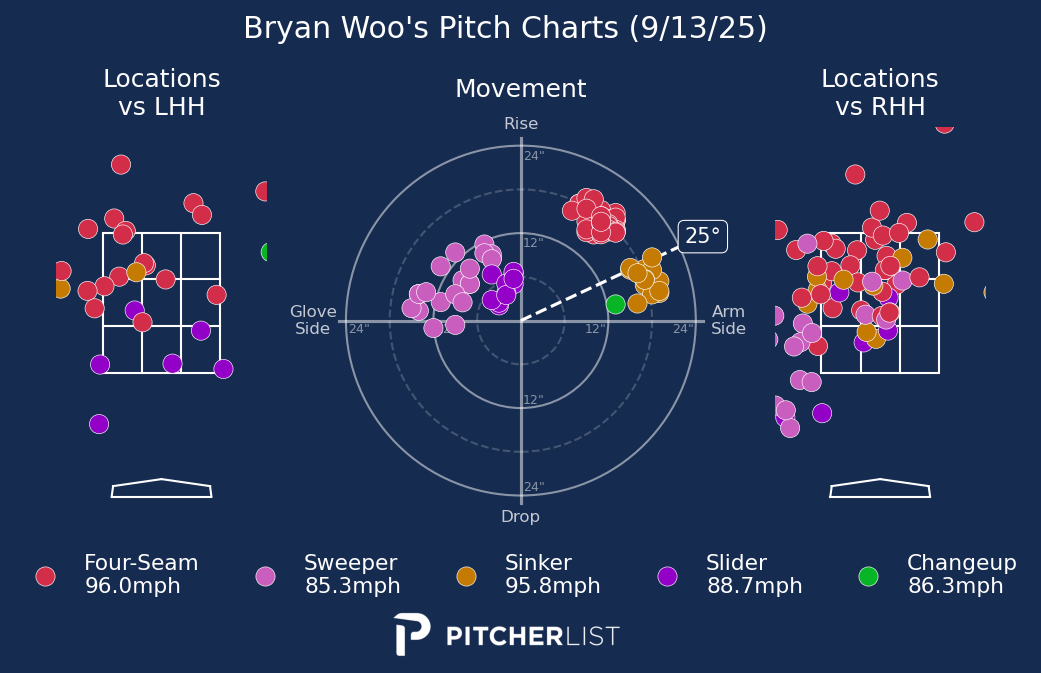 Bryan Woo's Pitch Charts (9/13/25)
Locations
vs LHH
Movement
Locations
vs RHH
Rise
24"
12"
25°
Glove
Side
24"
12"
24"
Arm
Side
12"
24"
Drop
Four-Seam
96.0mph
Sweeper
85.3mph
Sinker
95.8mph
Slider
88.7mph
Changeup
86.3mph
PITCHERLIST